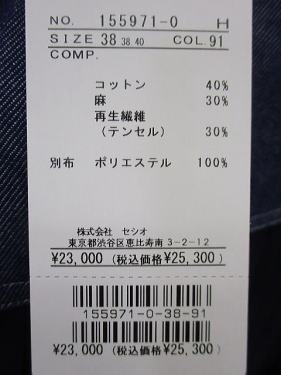 NO. 155971-0 H
SIZE 38 38.40 COL.91
COMP.
コットン 40%
麻 30%
再生繊維
(テンセル) 30%
別布 ポリエステル 100%
株式会社 セシオ
東京都渋谷区恵比寿南 3-2-12
¥23,000 (税込価格¥25,300)
155971-0-38-91
¥23,000 (税込価格¥25,300)